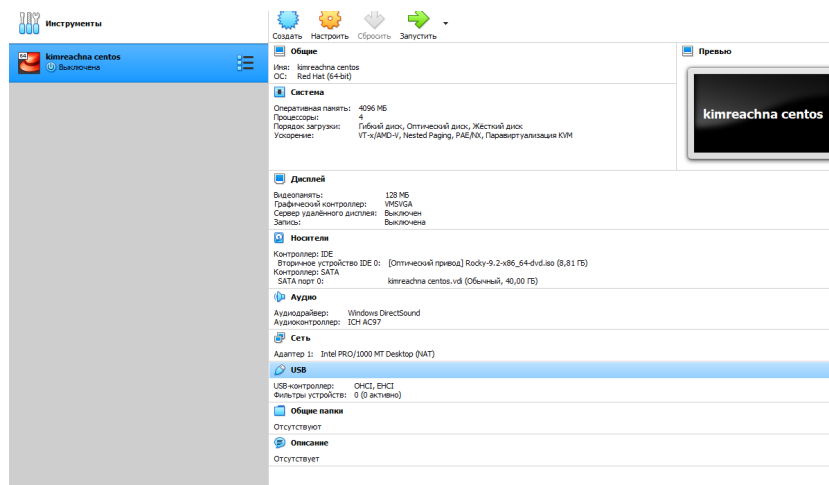 Инструменты
Создать Настроить Сбросить Запустить
64
kimreachna centos
Выключена
Общие
Имя: kimreachna centos
ОС: Red Hat (64-bit)
Превью
kimreachna centos
Система
Оперативная память: 4096 МБ
Процессоры: 4
Порядок загрузки: Гибкий диск, Оптический диск, Жёсткий диск
Ускорение: VT-x/AMD-V, Nested Paging, PAE/NX, Паравиртуализация KVM
Дисплей
Видеопамять: 128 МБ
Графический контроллер: VMSVGA
Сервер удалённого дисплея: Выключен
Запись: Выключена
Носители
Контроллер: IDE
Вторичное устройство IDE 0: [Оптический привод] Rocky-9.2-x86_64-dvd.iso (8,81 ГБ)
Контроллер: SATA
SATA порт 0: kimreachna centos.vdi (Обычный, 40,00 ГБ)
Аудио
Аудиодрайвер: Windows DirectSound
Аудиоконтроллер: ICH AC97
Сеть
Адаптер 1: Intel PRO/1000 MT Desktop (NAT)
USB
USB-контроллер: OHCI, EHCI
Фильтры устройств: 0 (0 активно)
Общие папки
Отсутствуют
Описание
Отсутствует